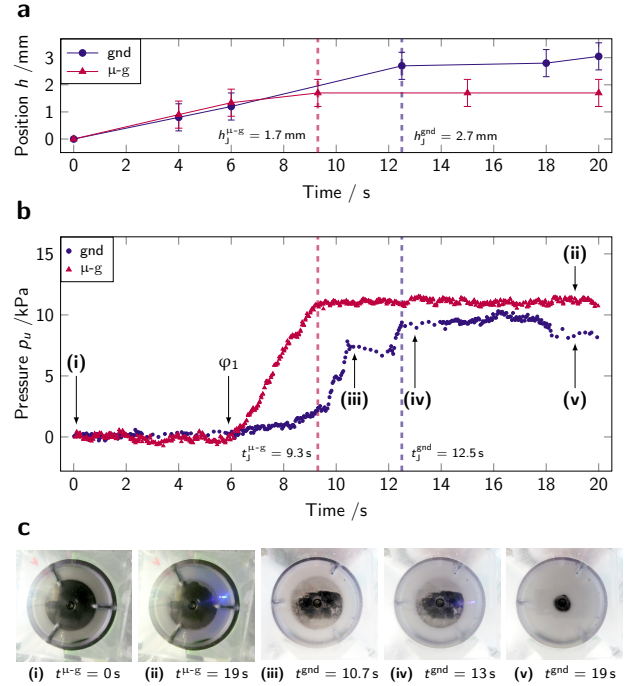 a
Position h /mm
3
2
1
0
gnd
μ-g
h_J^μ-g = 1.7 mm
h_J^gnd = 2.7 mm
0 2 4 6 8 10 12 14 16 18 20
Time / s
b
Pressure p_u /kPa
15
10
5
0
gnd
μ-g
(i)
φ₁
(ii)
(iii)
(iv)
(v)
t_J^μ-g = 9.3 s
t_J^gnd = 12.5 s
0 2 4 6 8 10 12 14 16 18 20
Time /s
c
(i) t^μ-g = 0 s (ii) t^μ-g = 19 s (iii) t^gnd = 10.7 s (iv) t^gnd = 13 s (v) t^gnd = 19 s